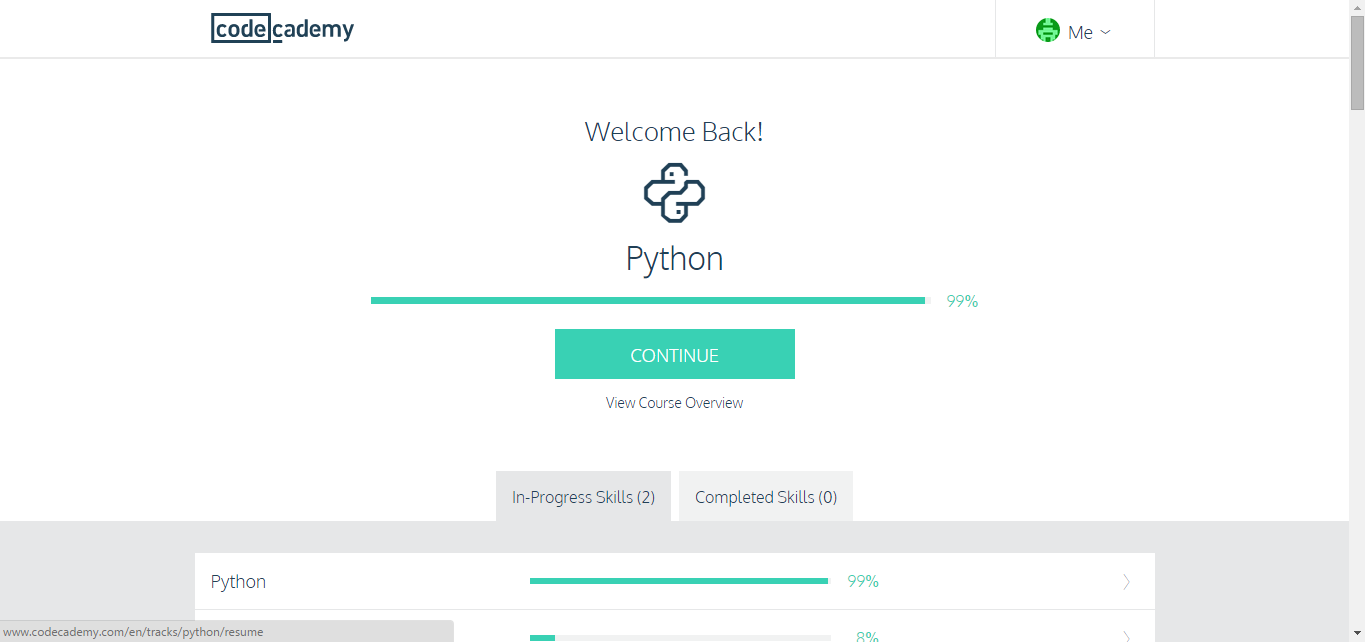 codecademy
Me
Welcome Back!
Python
99%
CONTINUE
View Course Overview
In-Progress Skills (2)
Completed Skills (0)
Python
99%
8%
www.codecademy.com/en/tracks/python/resume